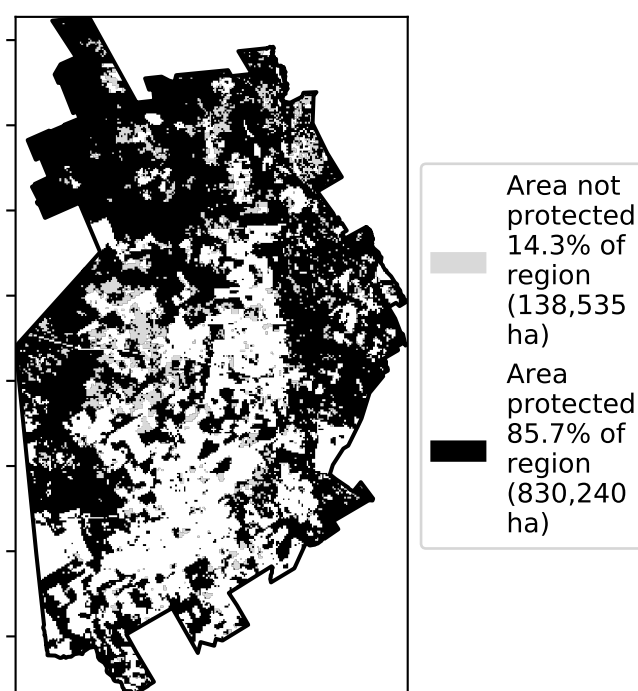 Area not
protected
14.3% of
region
(138,535
ha)
Area
protected
85.7% of
region
(830,240
ha)